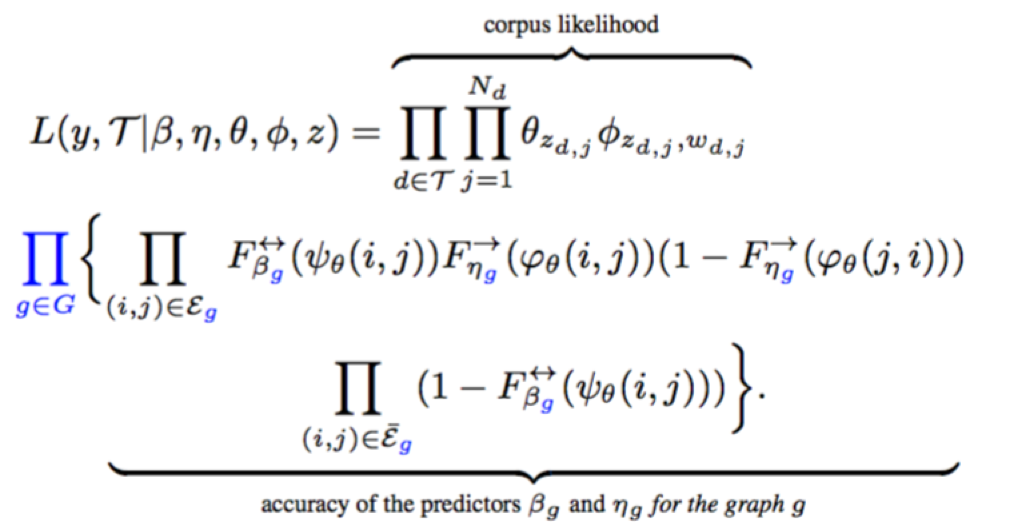 corpus likelihood
L(y, 𝒯|β, η, θ, ϕ, z) = ∏_{d∈𝒯} ∏_{j=1}^{N_d} θ_{z_{d,j}} ϕ_{z_{d,j},w_{d,j}}
∏_{g∈G} { ∏_{(i,j)∈ℰ_g} F^{↔}_{β_g}(ψ_θ(i,j))F^{→}_{η_g}(φ_θ(i,j))(1 − F^{→}_{η_g}(φ_θ(j,i)))
∏_{(i,j)∈ℰ̄_g} (1 − F^{↔}_{β_g}(ψ_θ(i,j))) }.
accuracy of the predictors β_g and η_g for the graph g